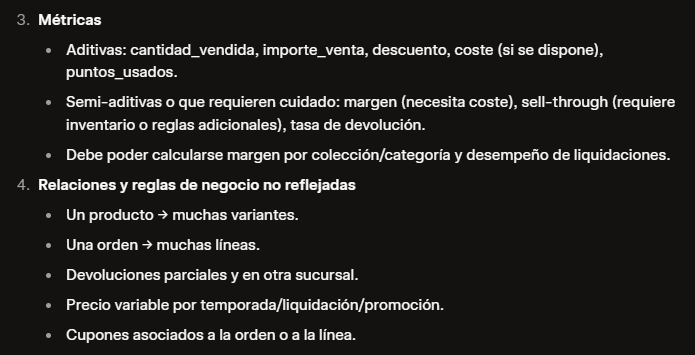 3. Métricas
• Aditivas: cantidad_vendida, importe_venta, descuento, coste (si se dispone),
puntos_usados.
• Semi-aditivas o que requieren cuidado: margen (necesita coste), sell-through (requiere
inventario o reglas adicionales), tasa de devolución.
• Debe poder calcularse margen por colección/categoría y desempeño de liquidaciones.
4. Relaciones y reglas de negocio no reflejadas
• Un producto → muchas variantes.
• Una orden → muchas líneas.
• Devoluciones parciales y en otra sucursal.
• Precio variable por temporada/liquidación/promoción.
• Cupones asociados a la orden o a la línea.